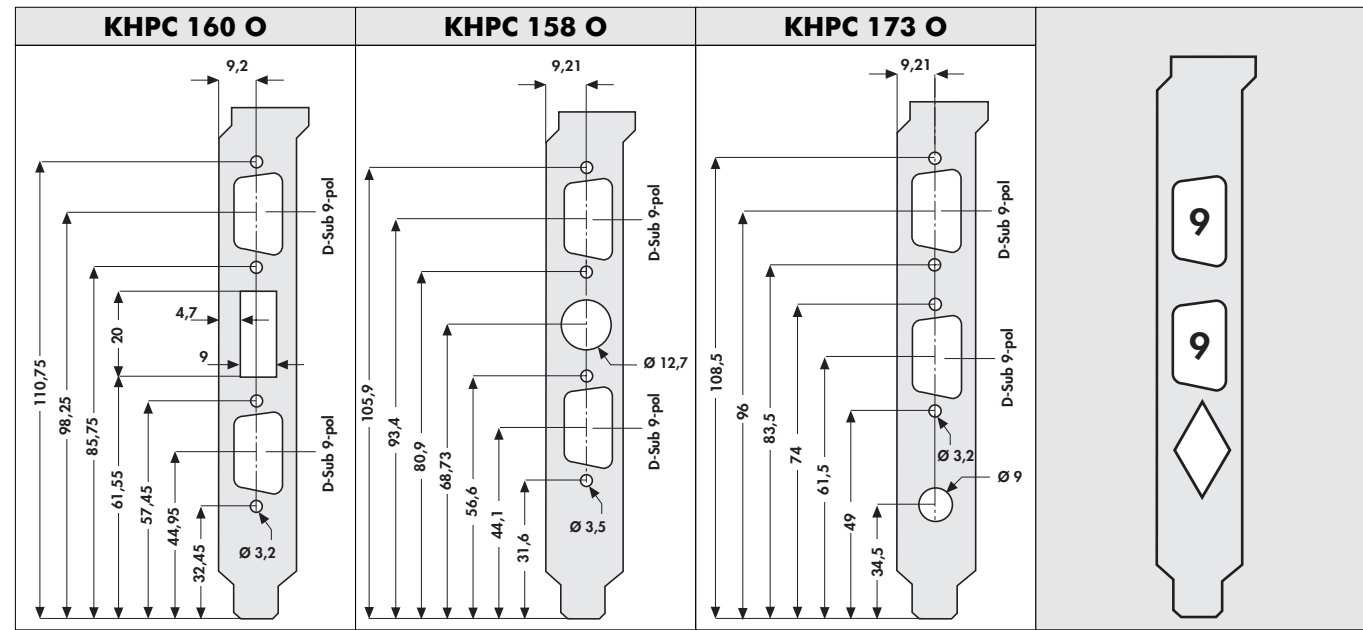 KHPC 160 O
KHPC 158 O
KHPC 173 O
9,2
D-Sub 9-pol
4,7
20
9
110,75
98,25
85,75
61,55
57,45
44,95
32,45
D-Sub 9-pol
Ø 3,2
9,21
D-Sub 9-pol
Ø 12,7
105,9
93,4
80,9
68,73
56,6
44,1
31,6
D-Sub 9-pol
Ø 3,5
9,21
D-Sub 9-pol
D-Sub 9-pol
108,5
96
83,5
74
61,5
49
34,5
Ø 3,2
Ø 9
9
9